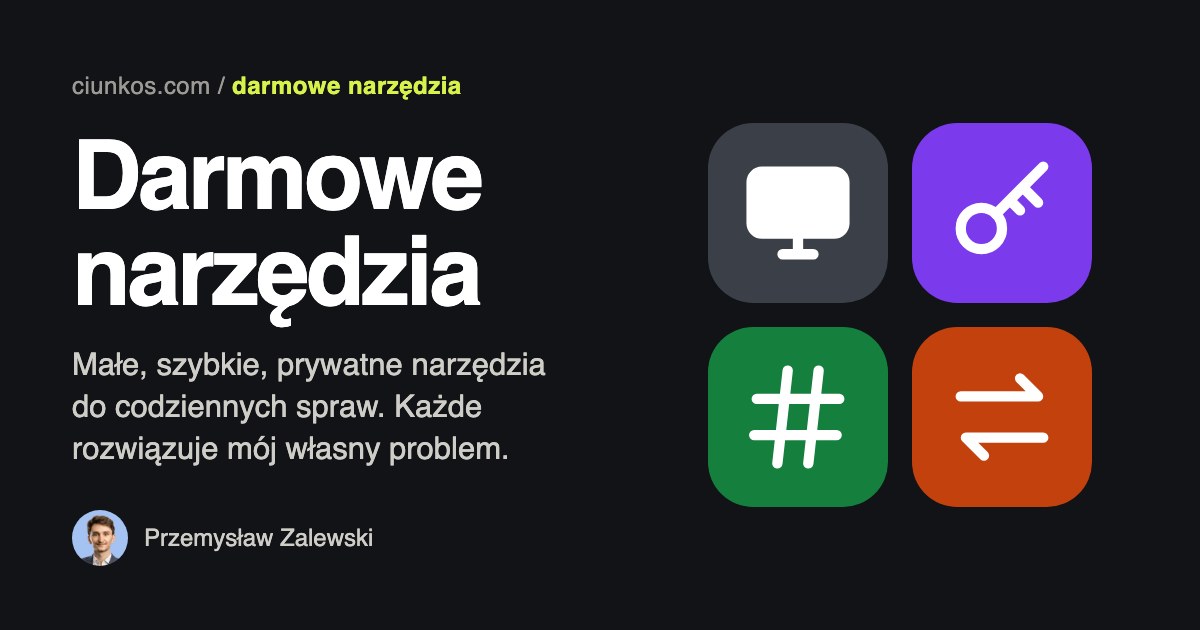 ciunkos.com / darmowe narzędzia
Darmowe
narzędzia
Małe, szybkie, prywatne narzędzia
do codziennych spraw. Każde
rozwiązuje mój własny problem.
Przemysław Zalewski